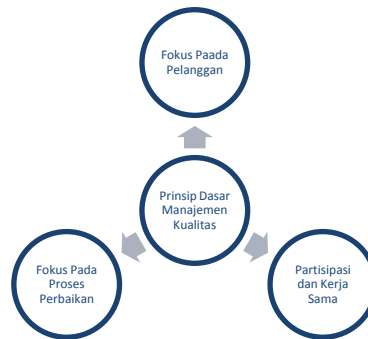 Fokus Paada
Pelanggan
Prinsip Dasar
Manajemen
Kualitas
Fokus Pada
Proses
Perbaikan
Partisipasi
dan Kerja
Sama